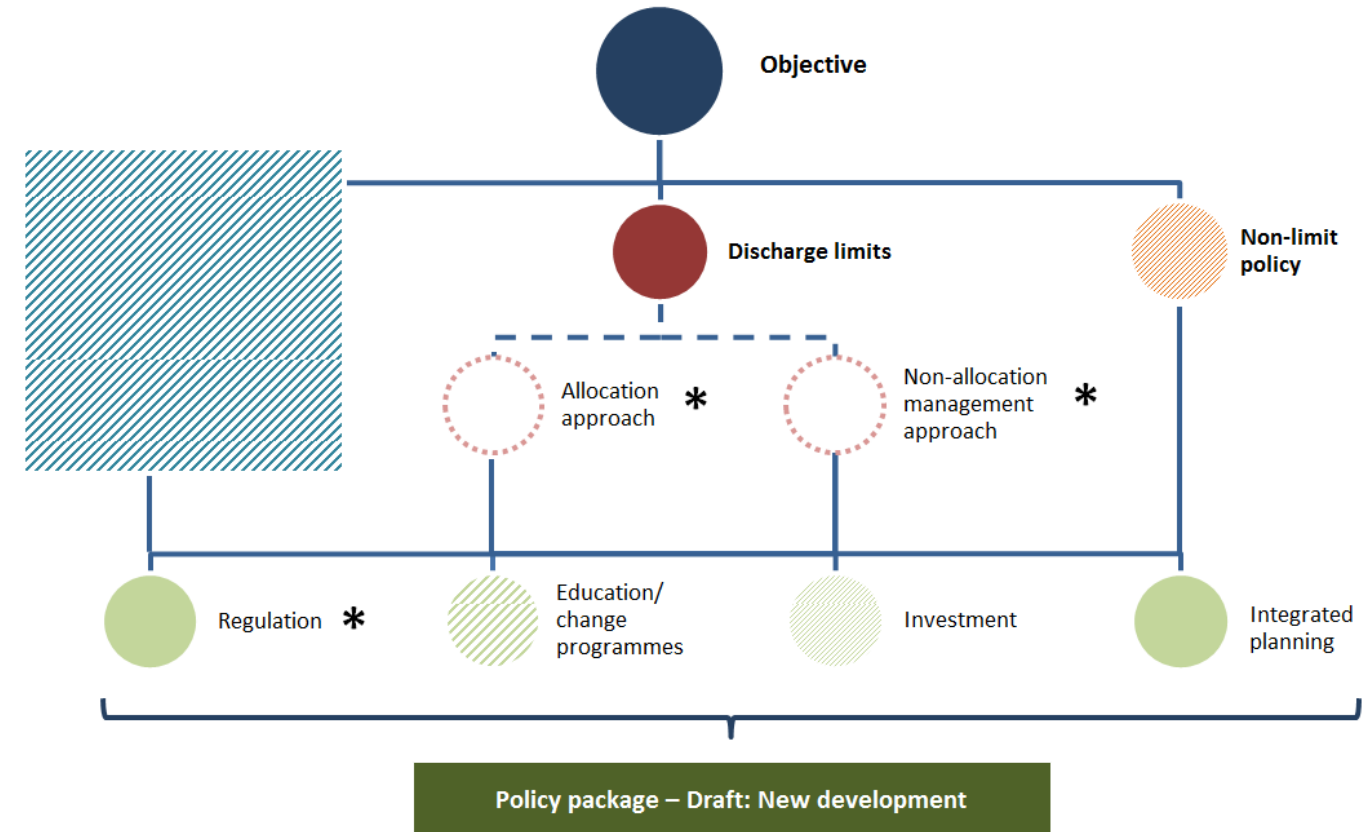 Objective
Discharge limits
Non-limit
policy
Allocation
approach *
Non-allocation
management
approach *
Regulation *
Education/
change
programmes
Investment
Integrated
planning
Policy package – Draft: New development